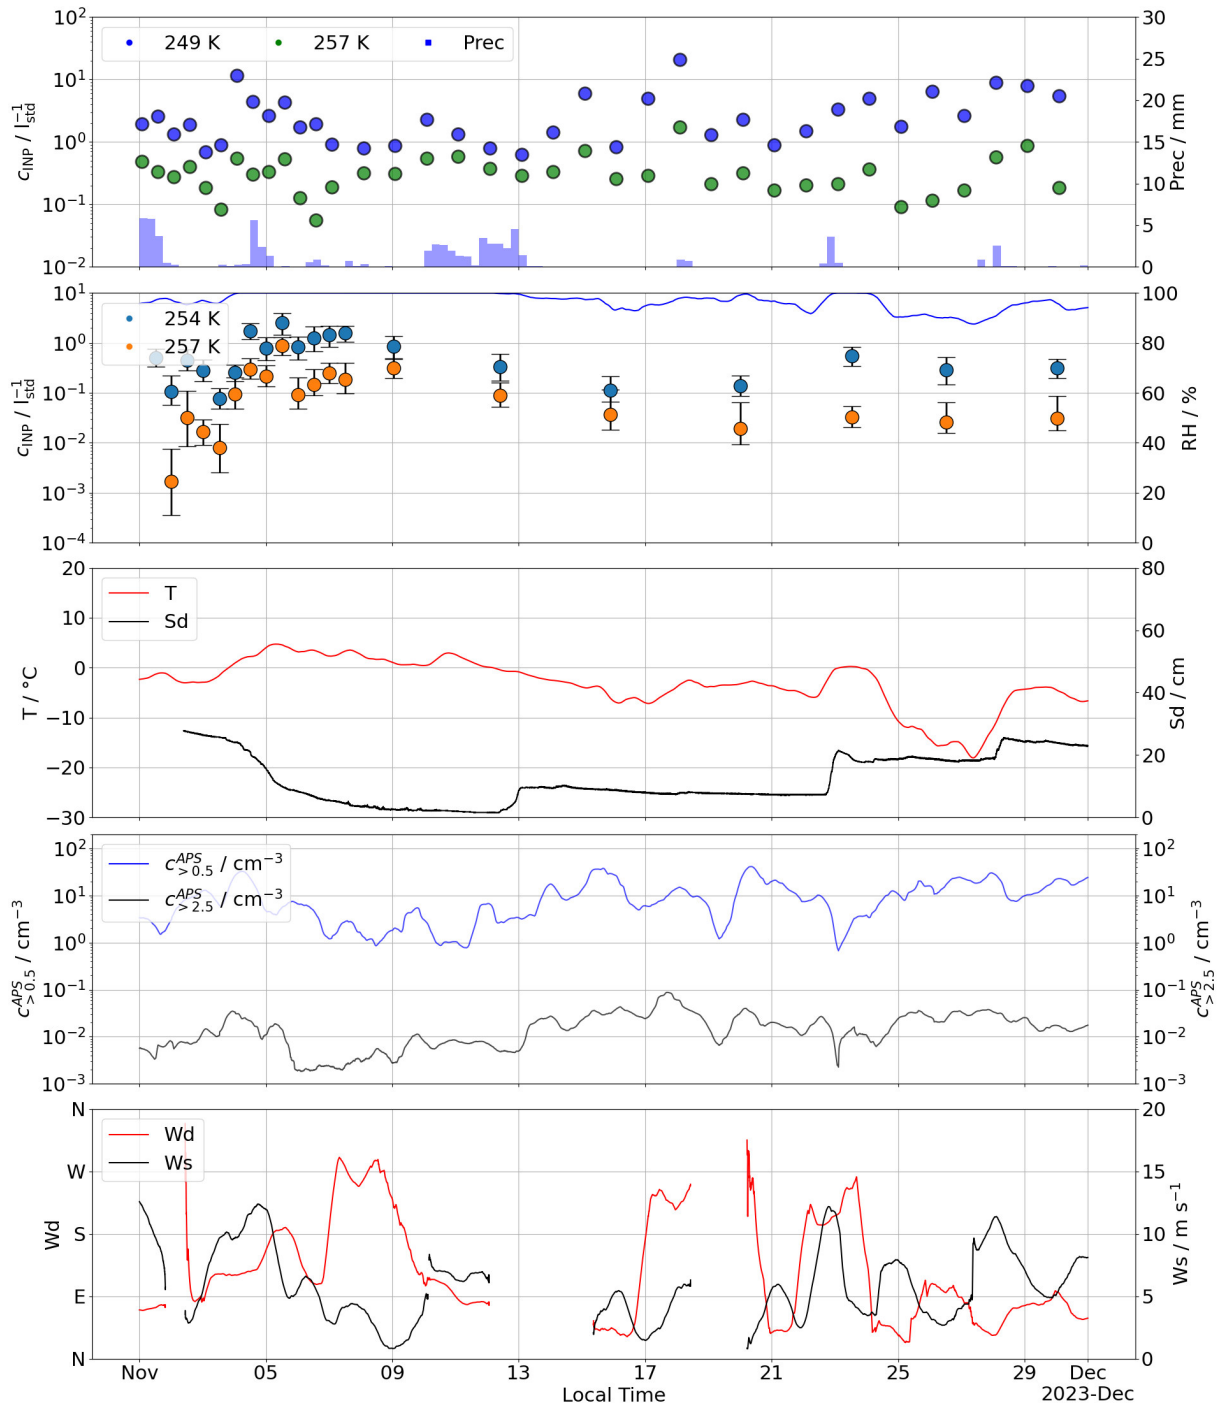 10²
10¹
10⁰
10⁻¹
10⁻²
c_INP / l⁻¹_std
249 K
257 K
Prec
30
25
20
15
10
5
0
Prec / mm
10¹
10⁰
10⁻¹
10⁻²
10⁻³
10⁻⁴
c_INP / l⁻¹_std
254 K
257 K
100
80
60
40
20
0
RH / %
20
10
0
−10
−20
−30
T / °C
T
Sd
80
60
40
20
0
Sd / cm
10²
10¹
10⁰
10⁻¹
10⁻²
10⁻³
c^APS_>0.5 / cm⁻³
c^APS_>0.5 / cm⁻³
c^APS_>2.5 / cm⁻³
10²
10¹
10⁰
10⁻¹
10⁻²
10⁻³
c^APS_>2.5 / cm⁻³
N
W
S
E
N
Wd
Wd
Ws
20
15
10
5
0
Ws / m s⁻¹
Nov 05 09 13 17 21 25 29 Dec
Local Time
2023-Dec